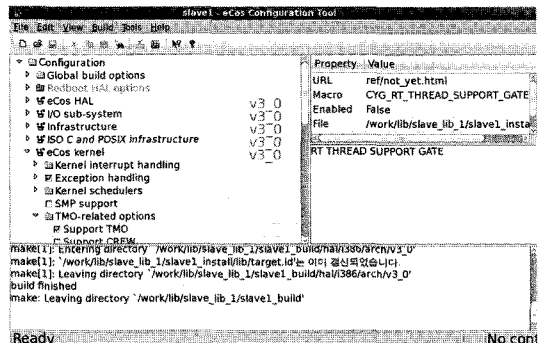 slave1 - eCos Configuration Tool
File Edit View Build Tools Help
Configuration
Global build options
Redboot HAL options
eCos HAL v3_0
I/O sub-system v3_0
Infrastructure v3_0
ISO C and POSIX infrastructure v3_0
eCos kernel v3_0
Kernel interrupt handling
Exception handling
Kernel schedulers
SMP support
TMO-related options
Support TMO
Support CREW
Property Value
URL ref/not_yet.html
Macro CYG_RT_THREAD_SUPPORT_GATE
Enabled False
File /work/lib/slave_lib_1/slave1_insta
RT THREAD SUPPORT GATE
make[1]: Entering directory `/work/lib/slave_lib_1/slave1_build/hal/i386/arch/v3_0'
make[1]: `/work/lib/slave_lib_1/slave1_install/lib/target.ld'는 이미 갱신되었습니다.
make[1]: Leaving directory `/work/lib/slave_lib_1/slave1_build/hal/i386/arch/v3_0'
build finished
make: Leaving directory `/work/lib/slave_lib_1/slave1_build'
Ready No cont